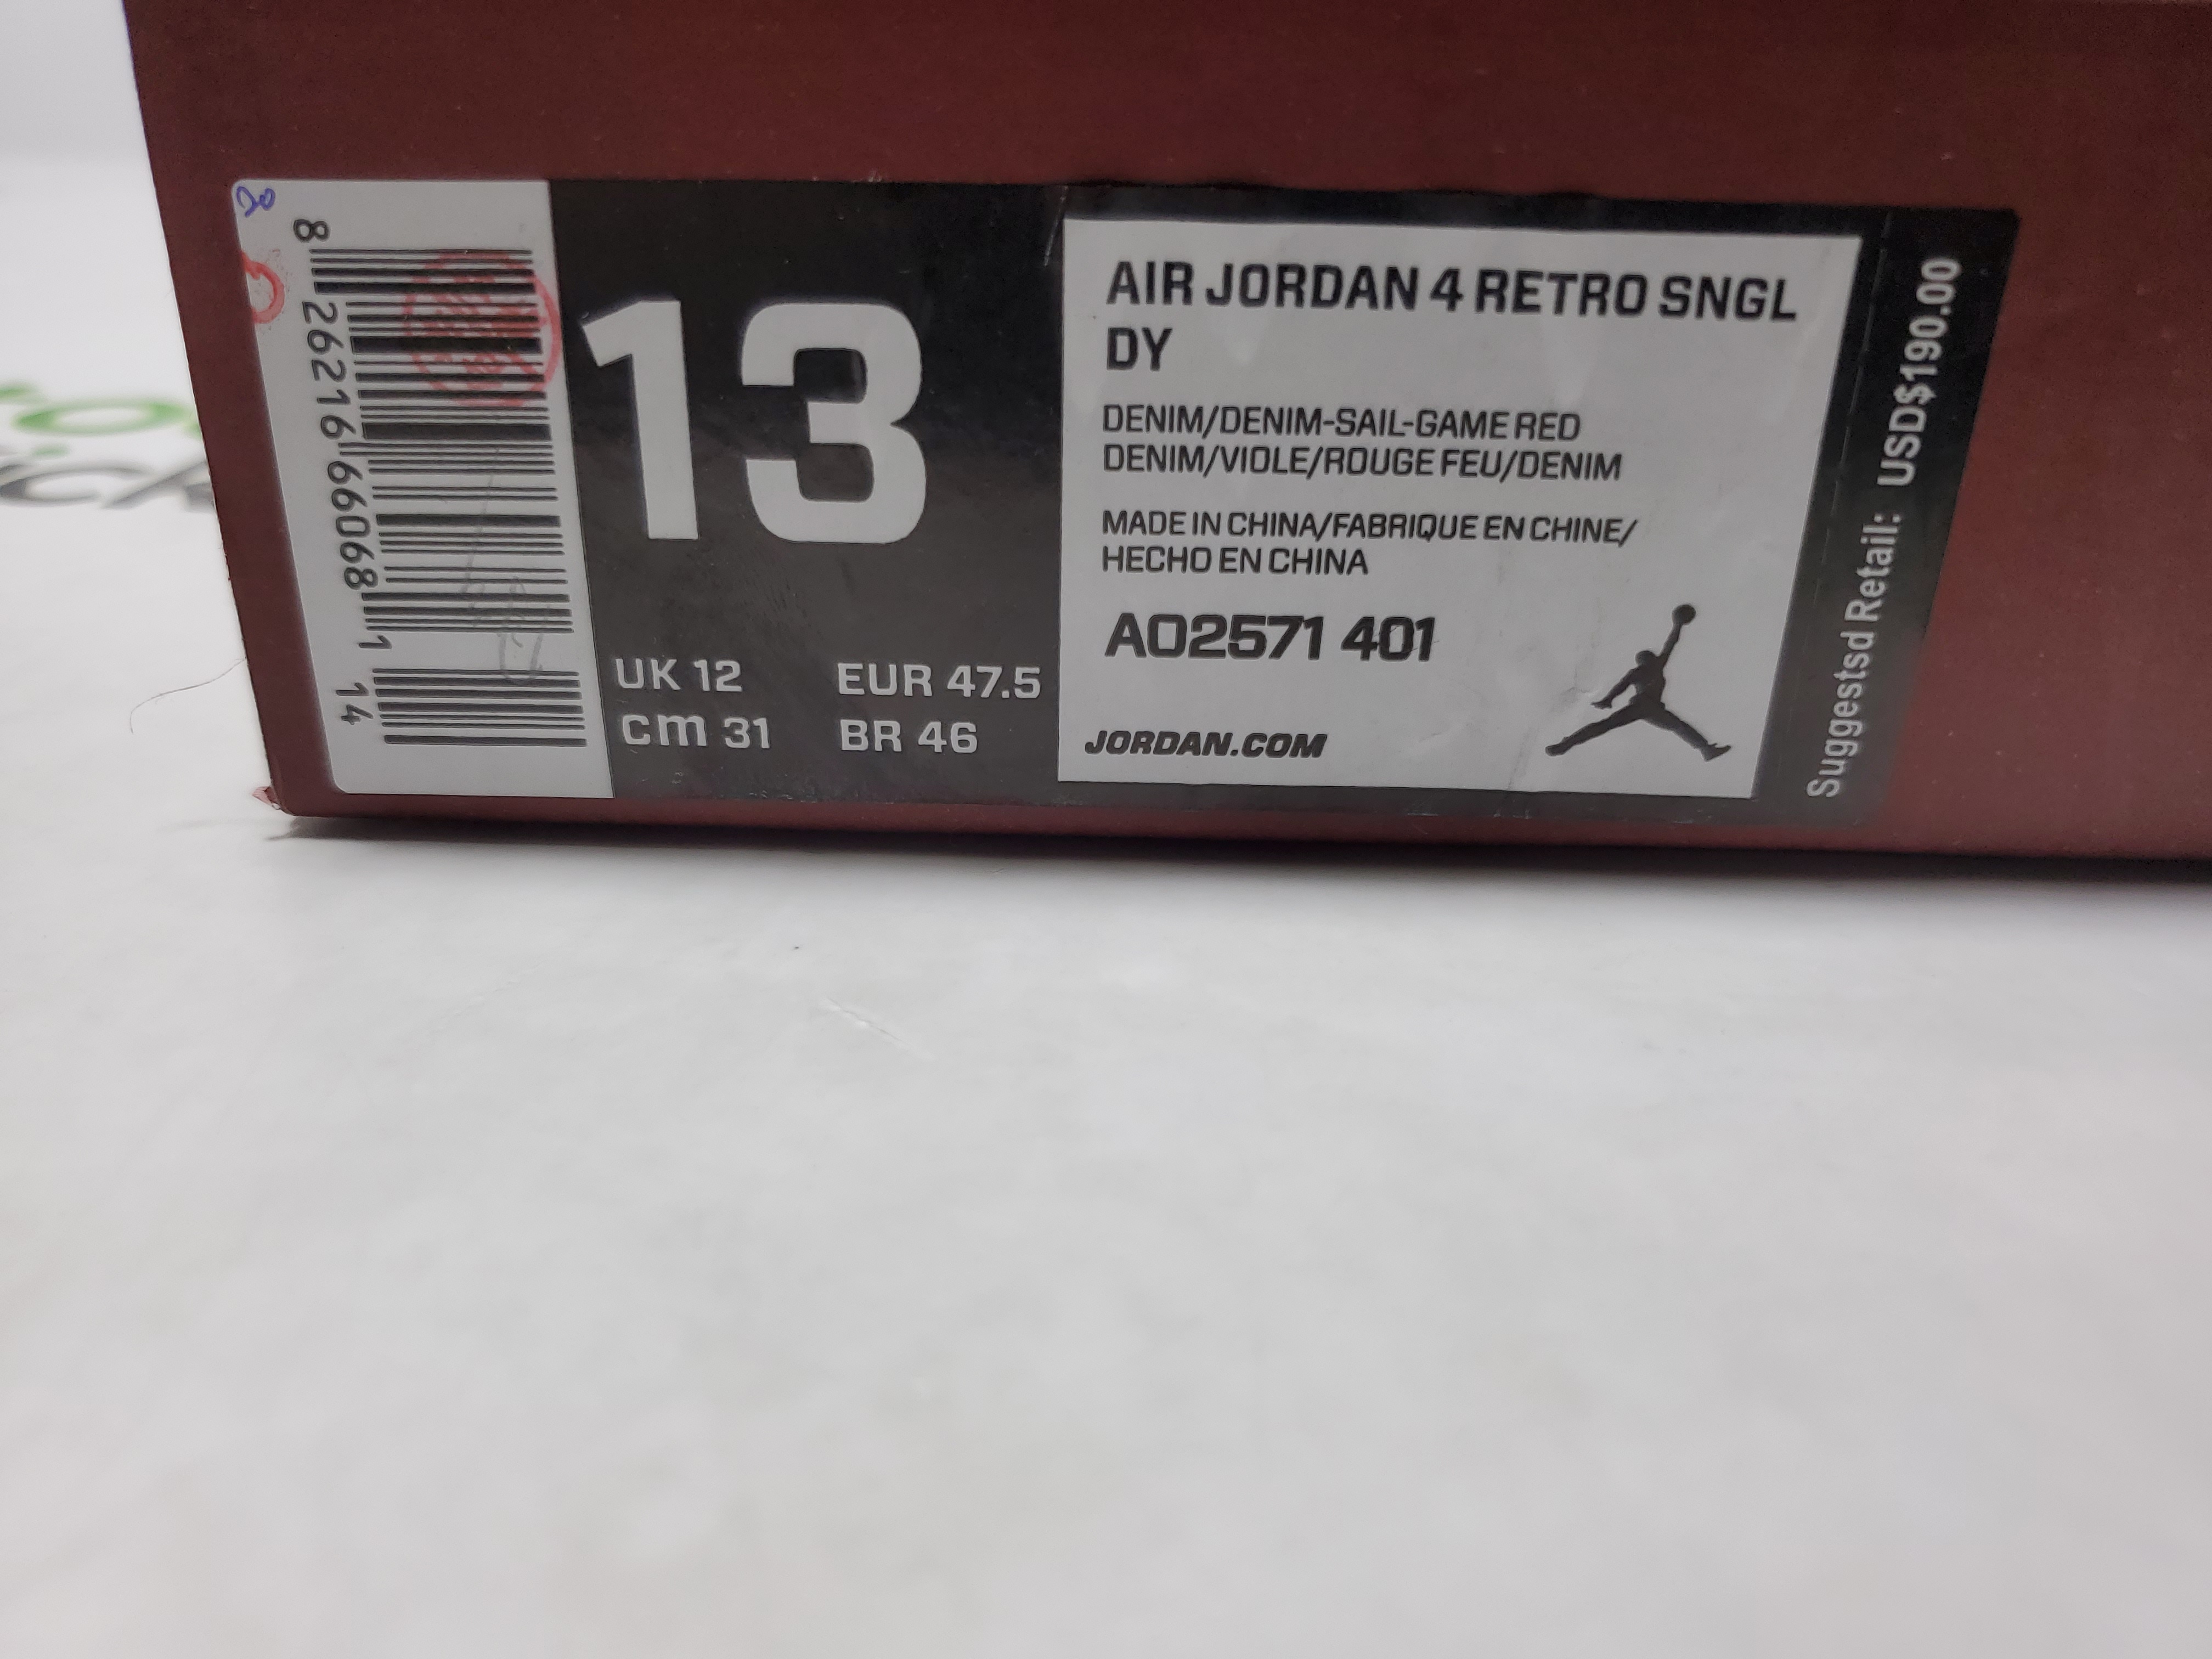 8 26216 66068 1 14
13
UK 12 EUR 47.5
cm 31 BR 46
AIR JORDAN 4 RETRO SNGL
DY
DENIM/DENIM-SAIL-GAME RED
DENIM/VIOLE/ROUGE FEU/DENIM
MADE IN CHINA/FABRIQUE EN CHINE/
HECHO EN CHINA
AO2571 401
JORDAN.COM
Suggestsd Retail: USD$190.00